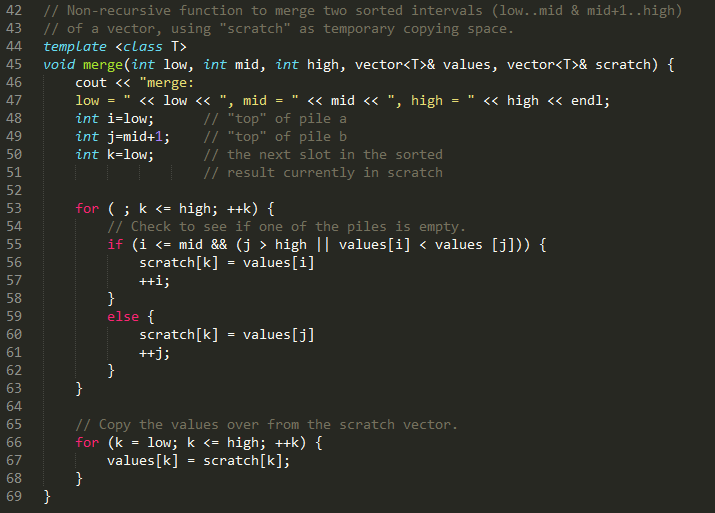 42 // Non-recursive function to merge two sorted intervals (low..mid & mid+1..high)
43 // of a vector, using "scratch" as temporary copying space.
44 template <class T>
45 void merge(int low, int mid, int high, vector<T>& values, vector<T>& scratch) {
46     cout << "merge:
47     low = " << low << ", mid = " << mid << ", high = " << high << endl;
48     int i=low;      // "top" of pile a
49     int j=mid+1;    // "top" of pile b
50     int k=low;      // the next slot in the sorted
51                     // result currently in scratch
52
53     for ( ; k <= high; ++k) {
54         // Check to see if one of the piles is empty.
55         if (i <= mid && (j > high || values[i] < values [j])) {
56             scratch[k] = values[i]
57             ++i;
58         }
59         else {
60             scratch[k] = values[j]
61             ++j;
62         }
63     }
64
65     // Copy the values over from the scratch vector.
66     for (k = low; k <= high; ++k) {
67         values[k] = scratch[k];
68     }
69 }